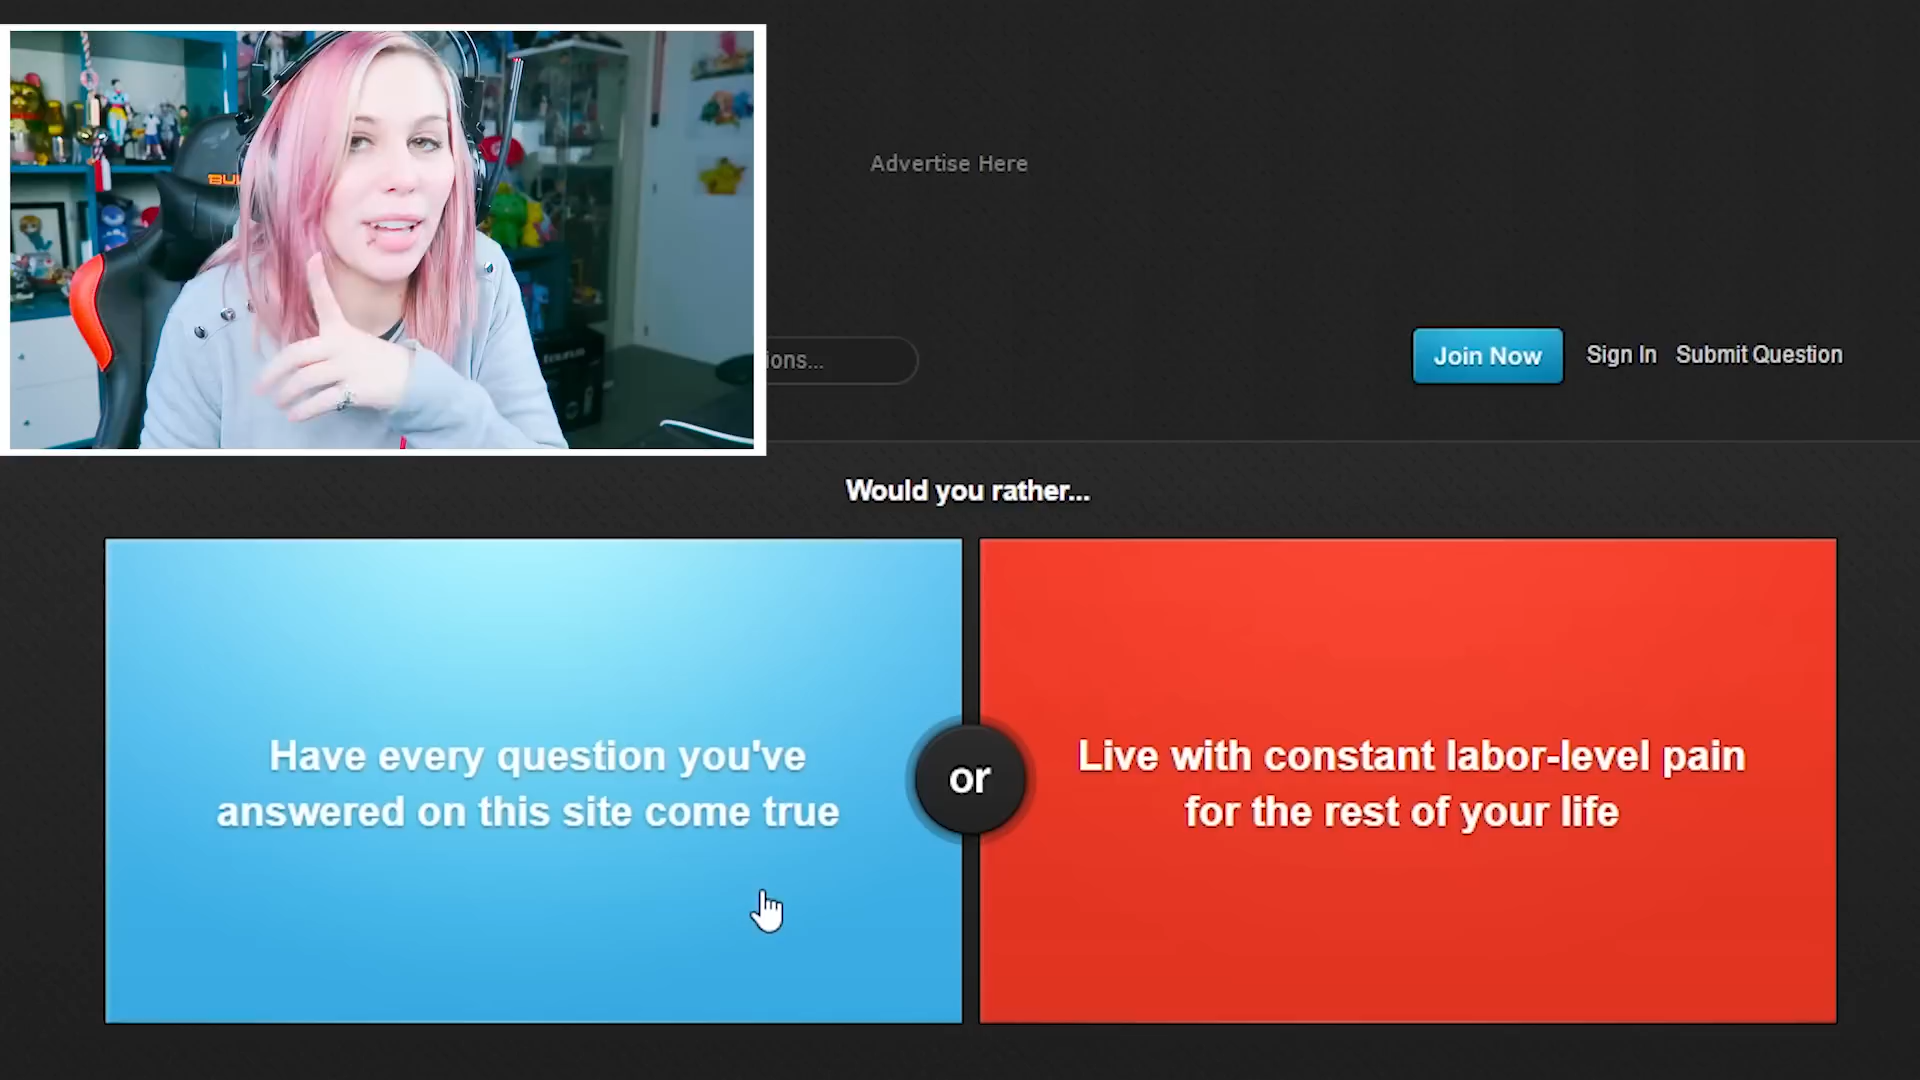 BU
Advertise Here
ions...
Join Now
Sign In
Submit Question
Would you rather...
Have every question you've
answered on this site come true
or
Live with constant labor-level pain
for the rest of your life